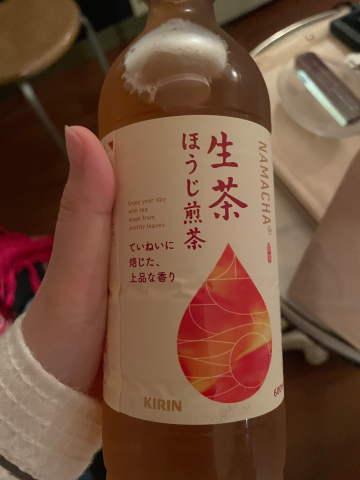 生茶
ほうじ煎茶
NAMACHA®
Enjoy your day
with tea
made from
quality leaves.
ていねいに
焙じた、
上品な香り
KIRIN